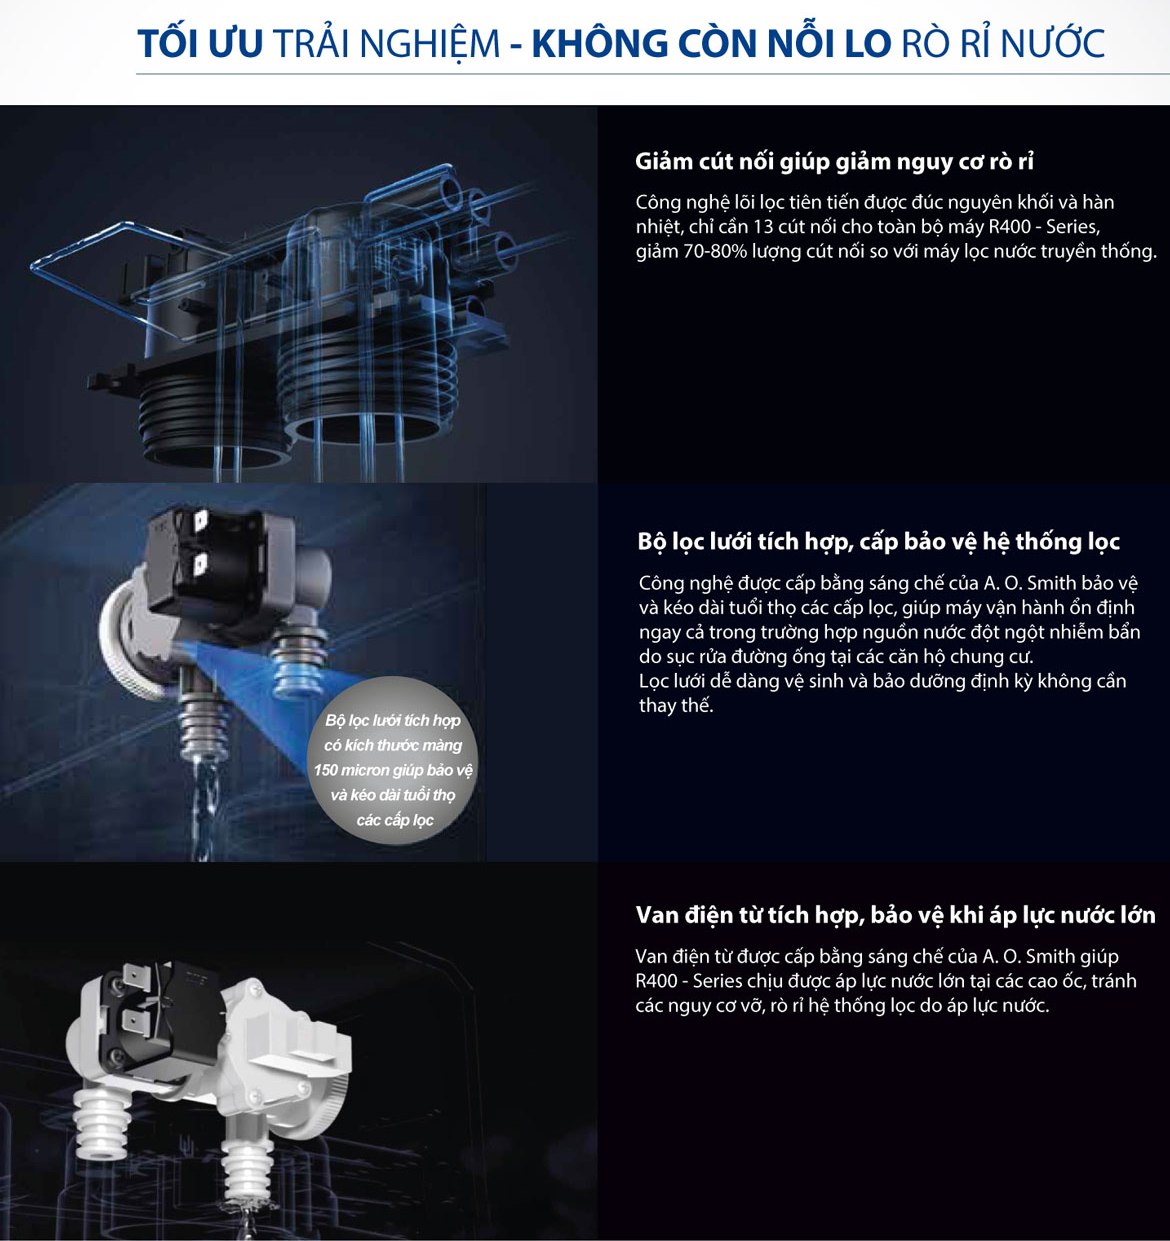 TỐI ƯU TRẢI NGHIỆM - KHÔNG CÒN NỖI LO RÒ RỈ NƯỚC
Giảm cút nối giúp giảm nguy cơ rò rỉ
Công nghệ lõi lọc tiên tiến được đúc nguyên khối và hàn
nhiệt, chỉ cần 13 cút nối cho toàn bộ máy R400 - Series,
giảm 70-80% lượng cút nối so với máy lọc nước truyền thống.
Bộ lọc lưới tích hợp, cấp bảo vệ hệ thống lọc
Công nghệ được cấp bằng sáng chế của A. O. Smith bảo vệ
và kéo dài tuổi thọ các cấp lọc, giúp máy vận hành ổn định
ngay cả trong trường hợp nguồn nước đột ngột nhiễm bẩn
do sục rửa đường ống tại các căn hộ chung cư.
Lọc lưới dễ dàng vệ sinh và bảo dưỡng định kỳ không cần
thay thế.
Bộ lọc lưới tích hợp
có kích thước màng
150 micron giúp bảo vệ
và kéo dài tuổi thọ
các cấp lọc
Van điện từ tích hợp, bảo vệ khi áp lực nước lớn
Van điện từ được cấp bằng sáng chế của A. O. Smith giúp
R400 - Series chịu được áp lực nước lớn tại các cao ốc, tránh
các nguy cơ vỡ, rò rỉ hệ thống lọc do áp lực nước.